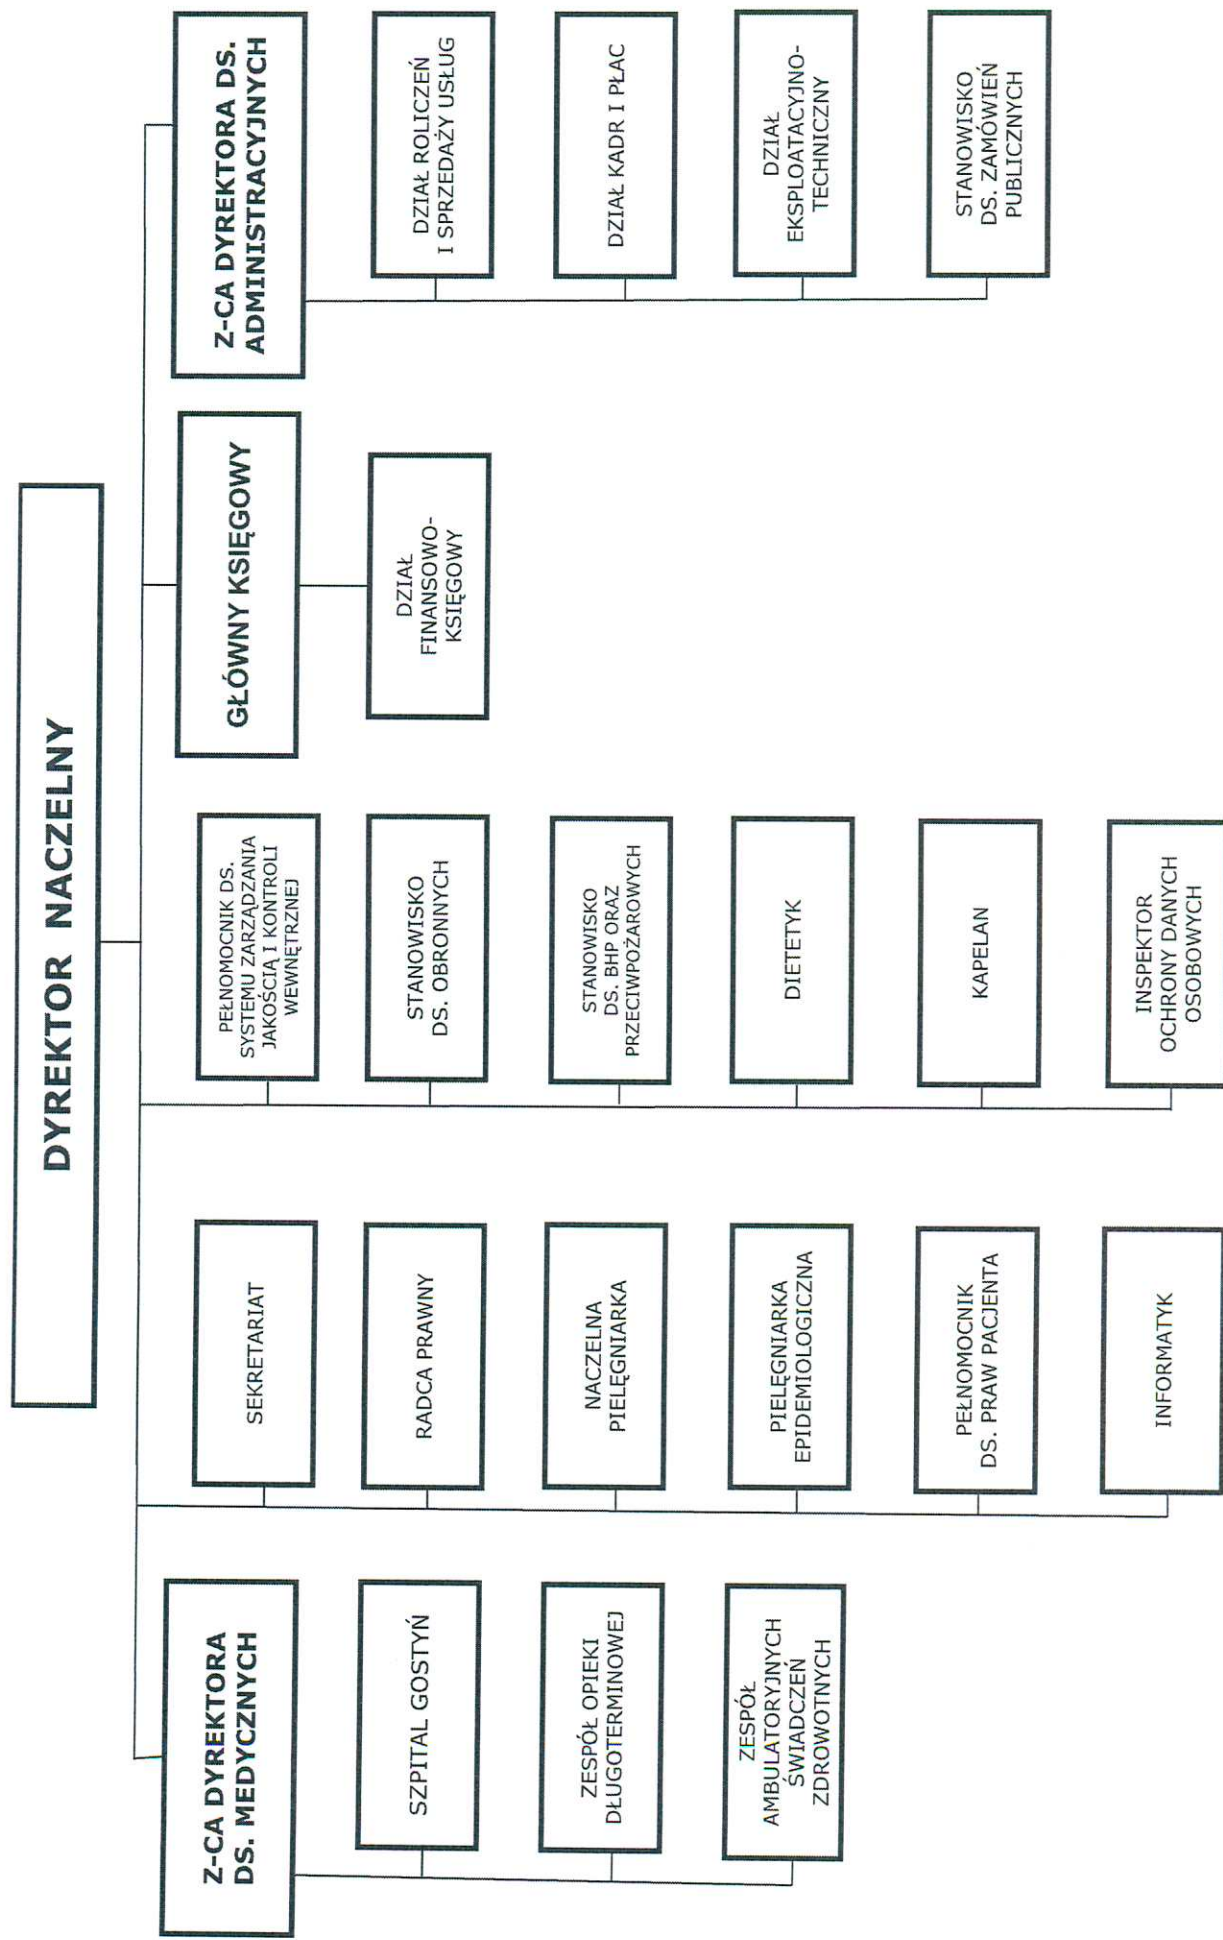 DYREKTOR NACZELNY
Z-CA DYREKTORA
DS. MEDYCZNYCH
SZPITAL GOSTYŃ
ZESPÓŁ OPIEKI
DŁUGOTERMINOWEJ
ZESPÓŁ
AMBULATORYJNYCH
ŚWIADCZEŃ
ZDROWOTNYCH
SEKRETARIAT
RADCA PRAWNY
NACZELNA
PIELĘGNIARKA
PIELĘGNIARKA
EPIDEMIOLOGICZNA
PEŁNOMOCNIK
DS. PRAW PACJENTA
INFORMATYK
PEŁNOMOCNIK DS.
SYSTEMU ZARZĄDZANIA
JAKOŚCIĄ I KONTROLI
WEWNĘTRZNEJ
STANOWISKO
DS. OBRONNYCH
STANOWISKO
DS. BHP ORAZ
PRZECIWPOŻAROWYCH
DIETETYK
KAPELAN
INSPEKTOR
OCHRONY DANYCH
OSOBOWYCH
GŁÓWNY KSIĘGOWY
DZIAŁ
FINANSOWO-
KSIĘGOWY
Z-CA DYREKTORA DS.
ADMINISTRACYJNYCH
DZIAŁ ROLICZEŃ
I SPRZEDAŻY USŁUG
DZIAŁ KADR I PŁAC
DZIAŁ
EKSPLOATACYJNO-
TECHNICZNY
STANOWISKO
DS. ZAMÓWIEŃ
PUBLICZNYCH